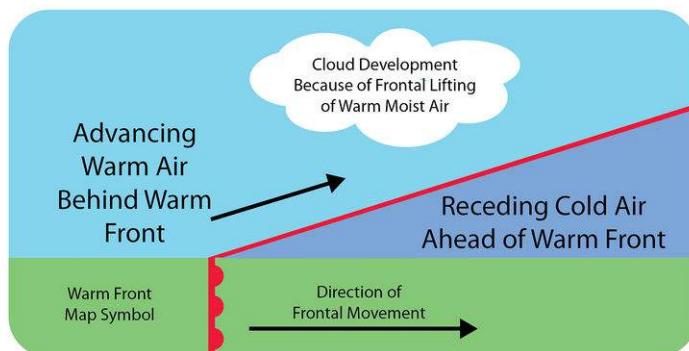 Cloud Development
Because of Frontal Lifting
of Warm Moist Air
Advancing
Warm Air
Behind Warm
Front
Receding Cold Air
Ahead of Warm Front
Warm Front
Map Symbol
Direction of
Frontal Movement